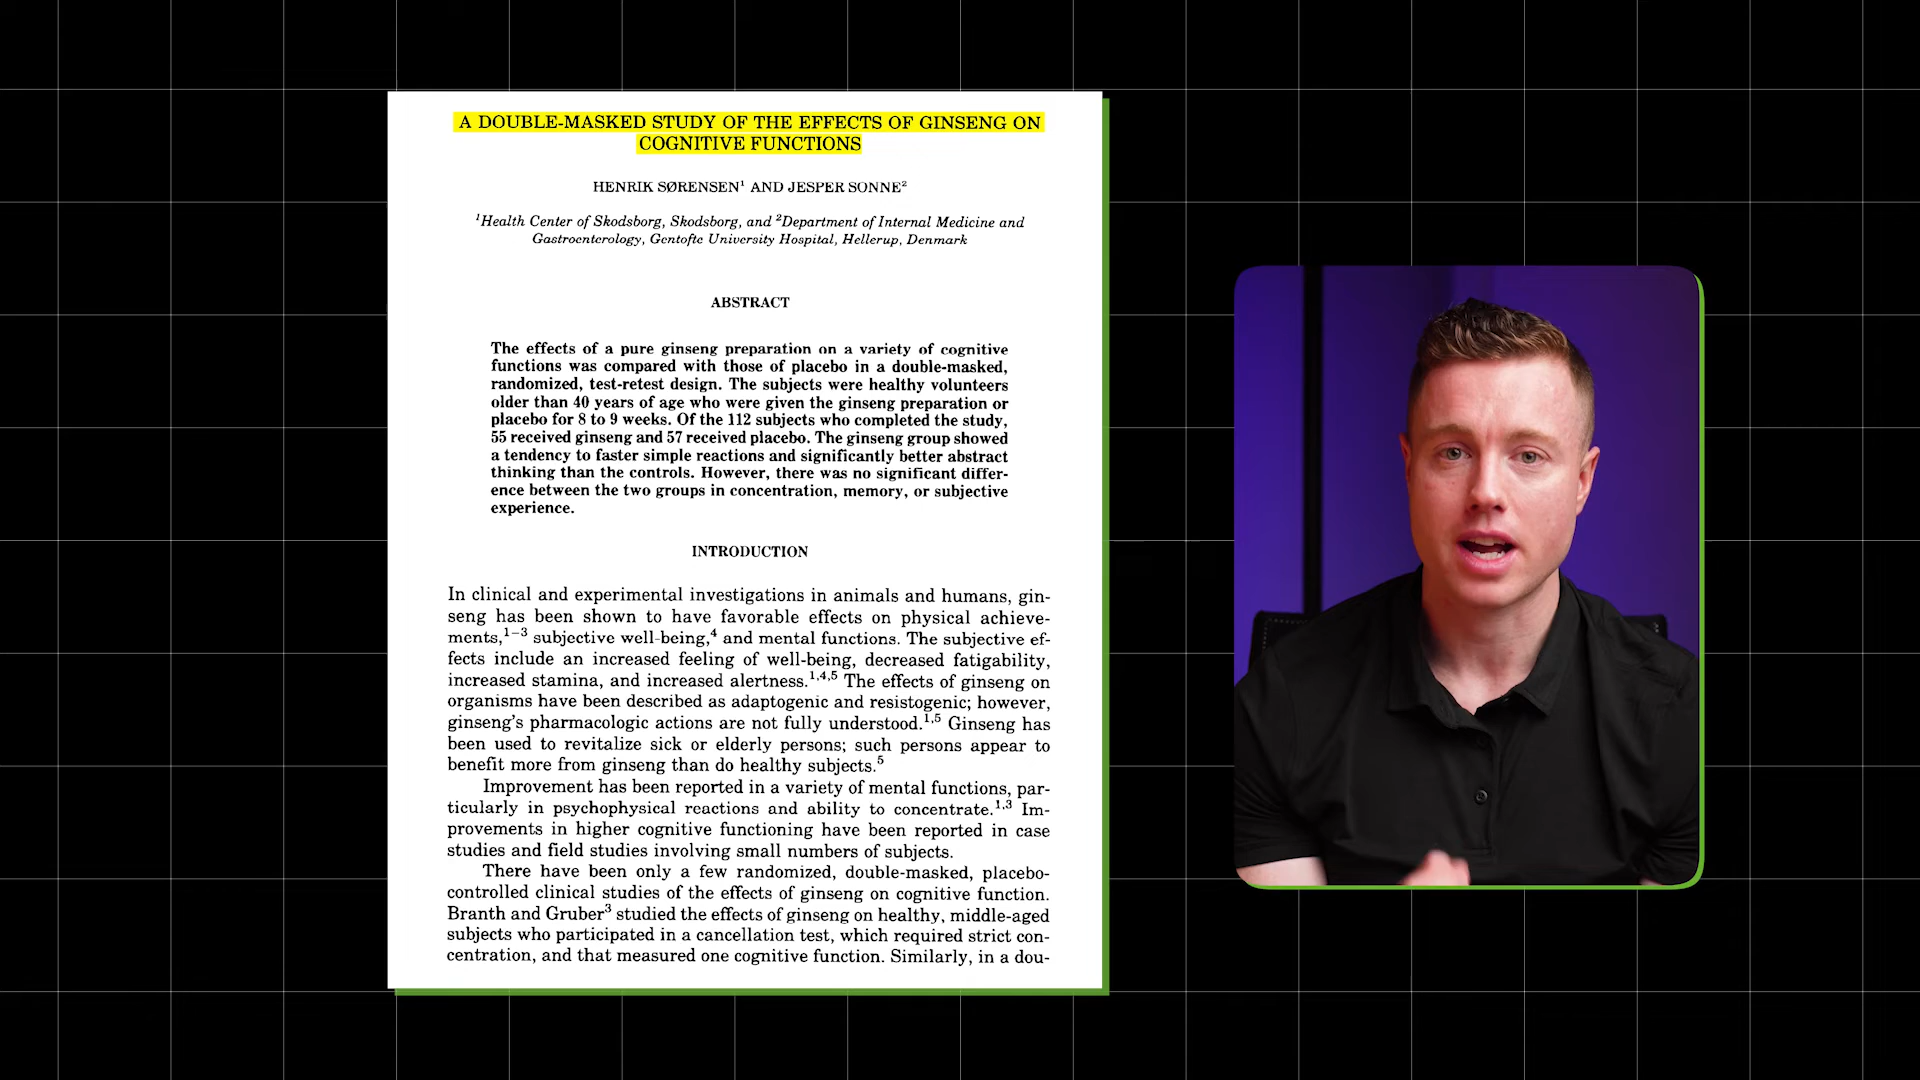 A DOUBLE-MASKED STUDY OF THE EFFECTS OF GINSENG ON
COGNITIVE FUNCTIONS
HENRIK SØRENSEN¹ AND JESPER SONNE²
¹Health Center of Skodsborg, Skodsborg, and ²Department of Internal Medicine and
Gastroenterology, Gentofte University Hospital, Hellerup, Denmark
ABSTRACT
The effects of a pure ginseng preparation on a variety of cognitive
functions was compared with those of placebo in a double-masked,
randomized, test-retest design. The subjects were healthy volunteers
older than 40 years of age who were given the ginseng preparation or
placebo for 8 to 9 weeks. Of the 112 subjects who completed the study,
55 received ginseng and 57 received placebo. The ginseng group showed
a tendency to faster simple reactions and significantly better abstract
thinking than the controls. However, there was no significant differ-
ence between the two groups in concentration, memory, or subjective
experience.
INTRODUCTION
In clinical and experimental investigations in animals and humans, gin-
seng has been shown to have favorable effects on physical achieve-
ments,¹⁻³ subjective well-being,⁴ and mental functions. The subjective ef-
fects include an increased feeling of well-being, decreased fatigability,
increased stamina, and increased alertness.¹,⁴,⁵ The effects of ginseng on
organisms have been described as adaptogenic and resistogenic; however,
ginseng's pharmacologic actions are not fully understood.¹,⁵ Ginseng has
been used to revitalize sick or elderly persons; such persons appear to
benefit more from ginseng than do healthy subjects.⁵
Improvement has been reported in a variety of mental functions, par-
ticularly in psychophysical reactions and ability to concentrate.¹,³ Im-
provements in higher cognitive functioning have been reported in case
studies and field studies involving small numbers of subjects.
There have been only a few randomized, double-masked, placebo-
controlled clinical studies of the effects of ginseng on cognitive function.
Branth and Gruber³ studied the effects of ginseng on healthy, middle-aged
subjects who participated in a cancellation test, which required strict con-
centration, and that measured one cognitive function. Similarly, in a dou-